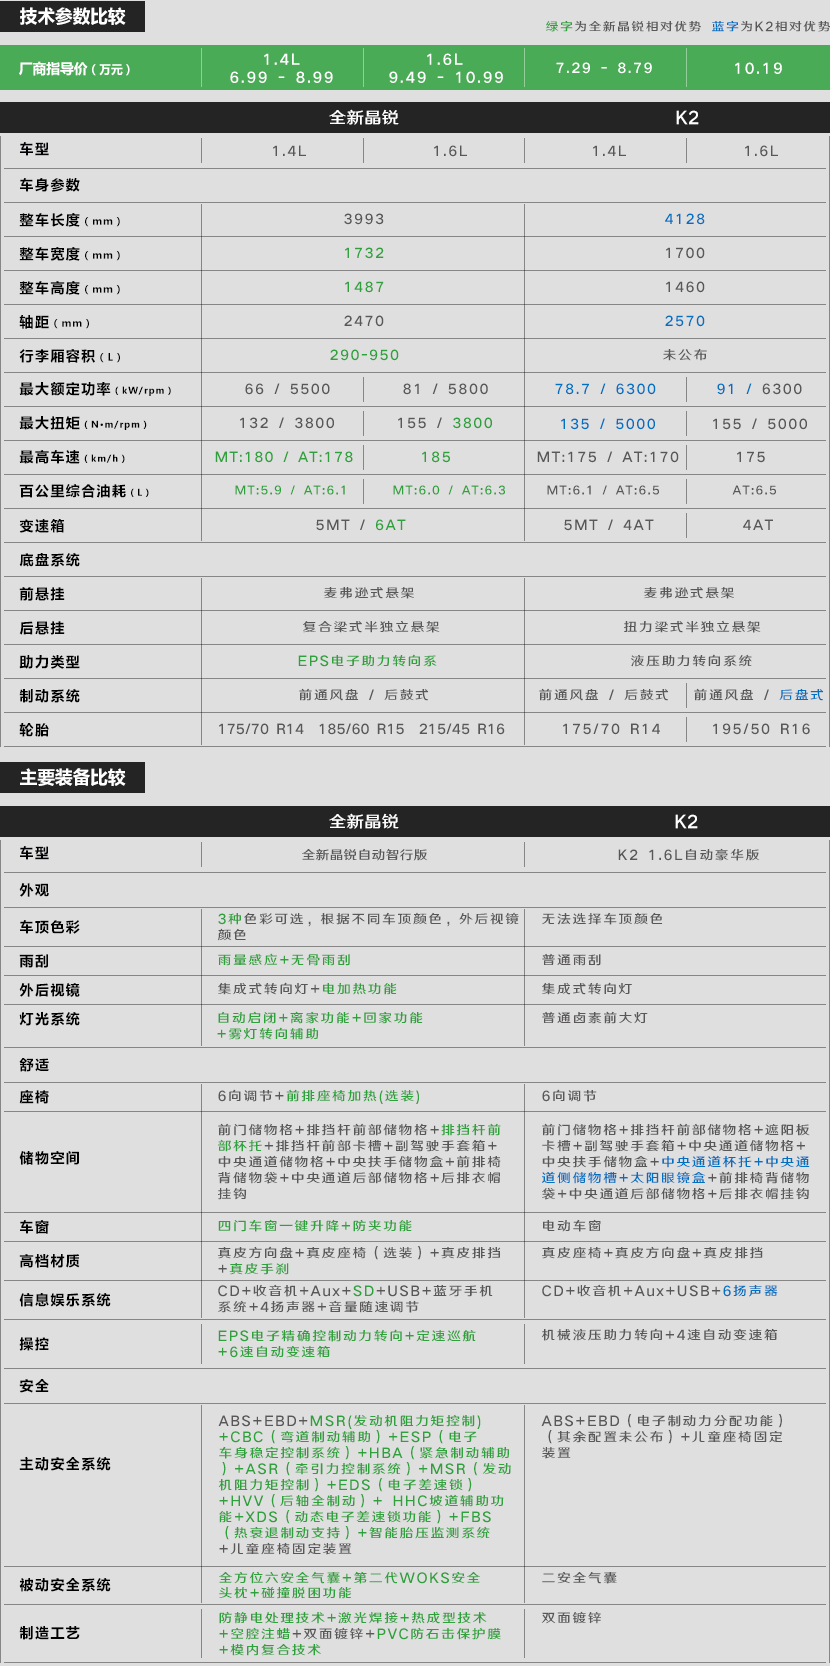 技术参数比较
绿字为全新晶锐相对优势 蓝字为K2相对优势
厂商指导价（万元） 1.4L 6.99 - 8.99 1.6L 9.49 - 10.99 7.29 - 8.79 10.19
全新晶锐 K2
车型 1.4L 1.6L 1.4L 1.6L
车身参数
整车长度（mm） 3993 4128
整车宽度（mm） 1732 1700
整车高度（mm） 1487 1460
轴距（mm） 2470 2570
行李厢容积（L） 290-950 未公布
最大额定功率（kW/rpm） 66 / 5500 81 / 5800 78.7 / 6300 91 / 6300
最大扭矩（N·m/rpm） 132 / 3800 155 / 3800 135 / 5000 155 / 5000
最高车速（km/h） MT:180 / AT:178 185 MT:175 / AT:170 175
百公里综合油耗（L） MT:5.9 / AT:6.1 MT:6.0 / AT:6.3 MT:6.1 / AT:6.5 AT:6.5
变速箱 5MT / 6AT 5MT / 4AT 4AT
底盘系统
前悬挂 麦弗逊式悬架 麦弗逊式悬架
后悬挂 复合梁式半独立悬架 扭力梁式半独立悬架
助力类型 EPS电子助力转向系 液压助力转向系统
制动系统 前通风盘 / 后鼓式 前通风盘 / 后鼓式 前通风盘 / 后盘式
轮胎 175/70 R14 185/60 R15 215/45 R16 175/70 R14 195/50 R16
主要装备比较
全新晶锐 K2
车型 全新晶锐自动智行版 K2 1.6L自动豪华版
外观
车顶色彩 3种色彩可选，根据不同车顶颜色，外后视镜
颜色 无法选择车顶颜色
雨刮 雨量感应+无骨雨刮 普通雨刮
外后视镜 集成式转向灯+电加热功能 集成式转向灯
灯光系统 自动启闭+离家功能+回家功能
+雾灯转向辅助 普通卤素前大灯
舒适
座椅 6向调节+前排座椅加热(选装) 6向调节
储物空间 前门储物格+排挡杆前部储物格+排挡杆前
部杯托+排挡杆前部卡槽+副驾驶手套箱+
中央通道储物格+中央扶手储物盒+前排椅
背储物袋+中央通道后部储物格+后排衣帽
挂钩
前门储物格+排挡杆前部储物格+遮阳板
卡槽+副驾驶手套箱+中央通道储物格+
中央扶手储物盒+中央通道杯托+中央通
道侧储物槽+太阳眼镜盒+前排椅背储物
袋+中央通道后部储物格+后排衣帽挂钩
车窗 四门车窗一键升降+防夹功能 电动车窗
高档材质 真皮方向盘+真皮座椅（选装）+真皮排挡
+真皮手刹 真皮座椅+真皮方向盘+真皮排挡
信息娱乐系统 CD+收音机+Aux+SD+USB+蓝牙手机
系统+4扬声器+音量随速调节 CD+收音机+Aux+USB+6扬声器
操控 EPS电子精确控制动力转向+定速巡航
+6速自动变速箱 机械液压助力转向+4速自动变速箱
安全
主动安全系统 ABS+EBD+MSR(发动机阻力矩控制)
+CBC（弯道制动辅助）+ESP（电子
车身稳定控制系统）+HBA（紧急制动辅助
）+ASR（牵引力控制系统）+MSR（发动
机阻力矩控制）+EDS（电子差速锁）
+HVV（后轴全制动）+ HHC坡道辅助功
能+XDS（动态电子差速锁功能）+FBS
（热衰退制动支持）+智能胎压监测系统
+儿童座椅固定装置
ABS+EBD（电子制动力分配功能）
（其余配置未公布）+儿童座椅固定
装置
被动安全系统 全方位六安全气囊+第二代WOKS安全
头枕+碰撞脱困功能 二安全气囊
制造工艺 防静电处理技术+激光焊接+热成型技术
+空腔注蜡+双面镀锌+PVC防石击保护膜
+模内复合技术 双面镀锌